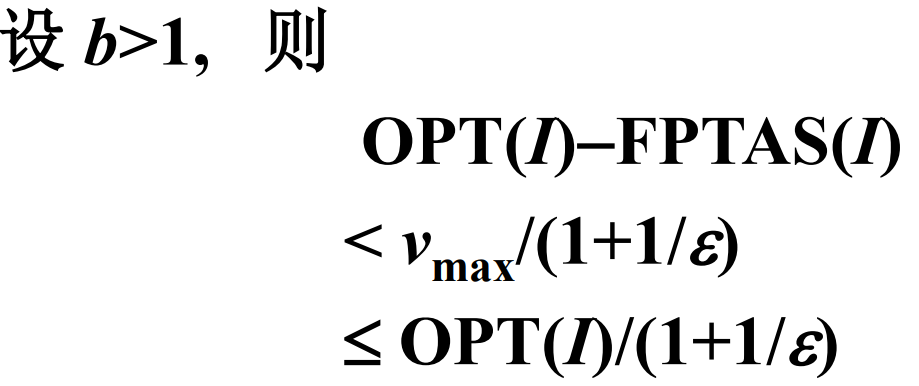 设 b>1, 则
OPT(I)–FPTAS(I)
< vmax/(1+1/ε)
≤ OPT(I)/(1+1/ε)